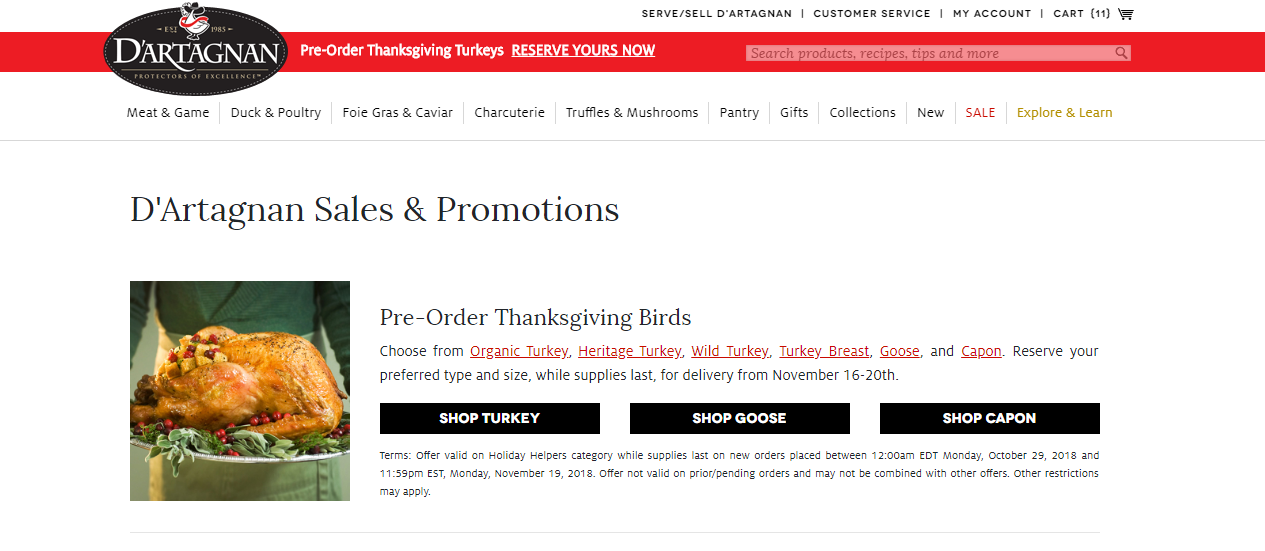 SERVE/SELL D'ARTAGNAN | CUSTOMER SERVICE | MY ACCOUNT | CART (11)
EST 1985
D'ARTAGNAN
PROTECTORS OF EXCELLENCE™
Pre-Order Thanksgiving Turkeys RESERVE YOURS NOW
Search products, recipes, tips and more
Meat & Game Duck & Poultry Foie Gras & Caviar Charcuterie Truffles & Mushrooms Pantry Gifts Collections New SALE Explore & Learn
D'Artagnan Sales & Promotions
Pre-Order Thanksgiving Birds
Choose from Organic Turkey, Heritage Turkey, Wild Turkey, Turkey Breast, Goose, and Capon. Reserve your
preferred type and size, while supplies last, for delivery from November 16-20th.
SHOP TURKEY SHOP GOOSE SHOP CAPON
Terms: Offer valid on Holiday Helpers category while supplies last on new orders placed between 12:00am EDT Monday, October 29, 2018 and
11:59pm EST, Monday, November 19, 2018. Offer not valid on prior/pending orders and may not be combined with other offers. Other restrictions
may apply.